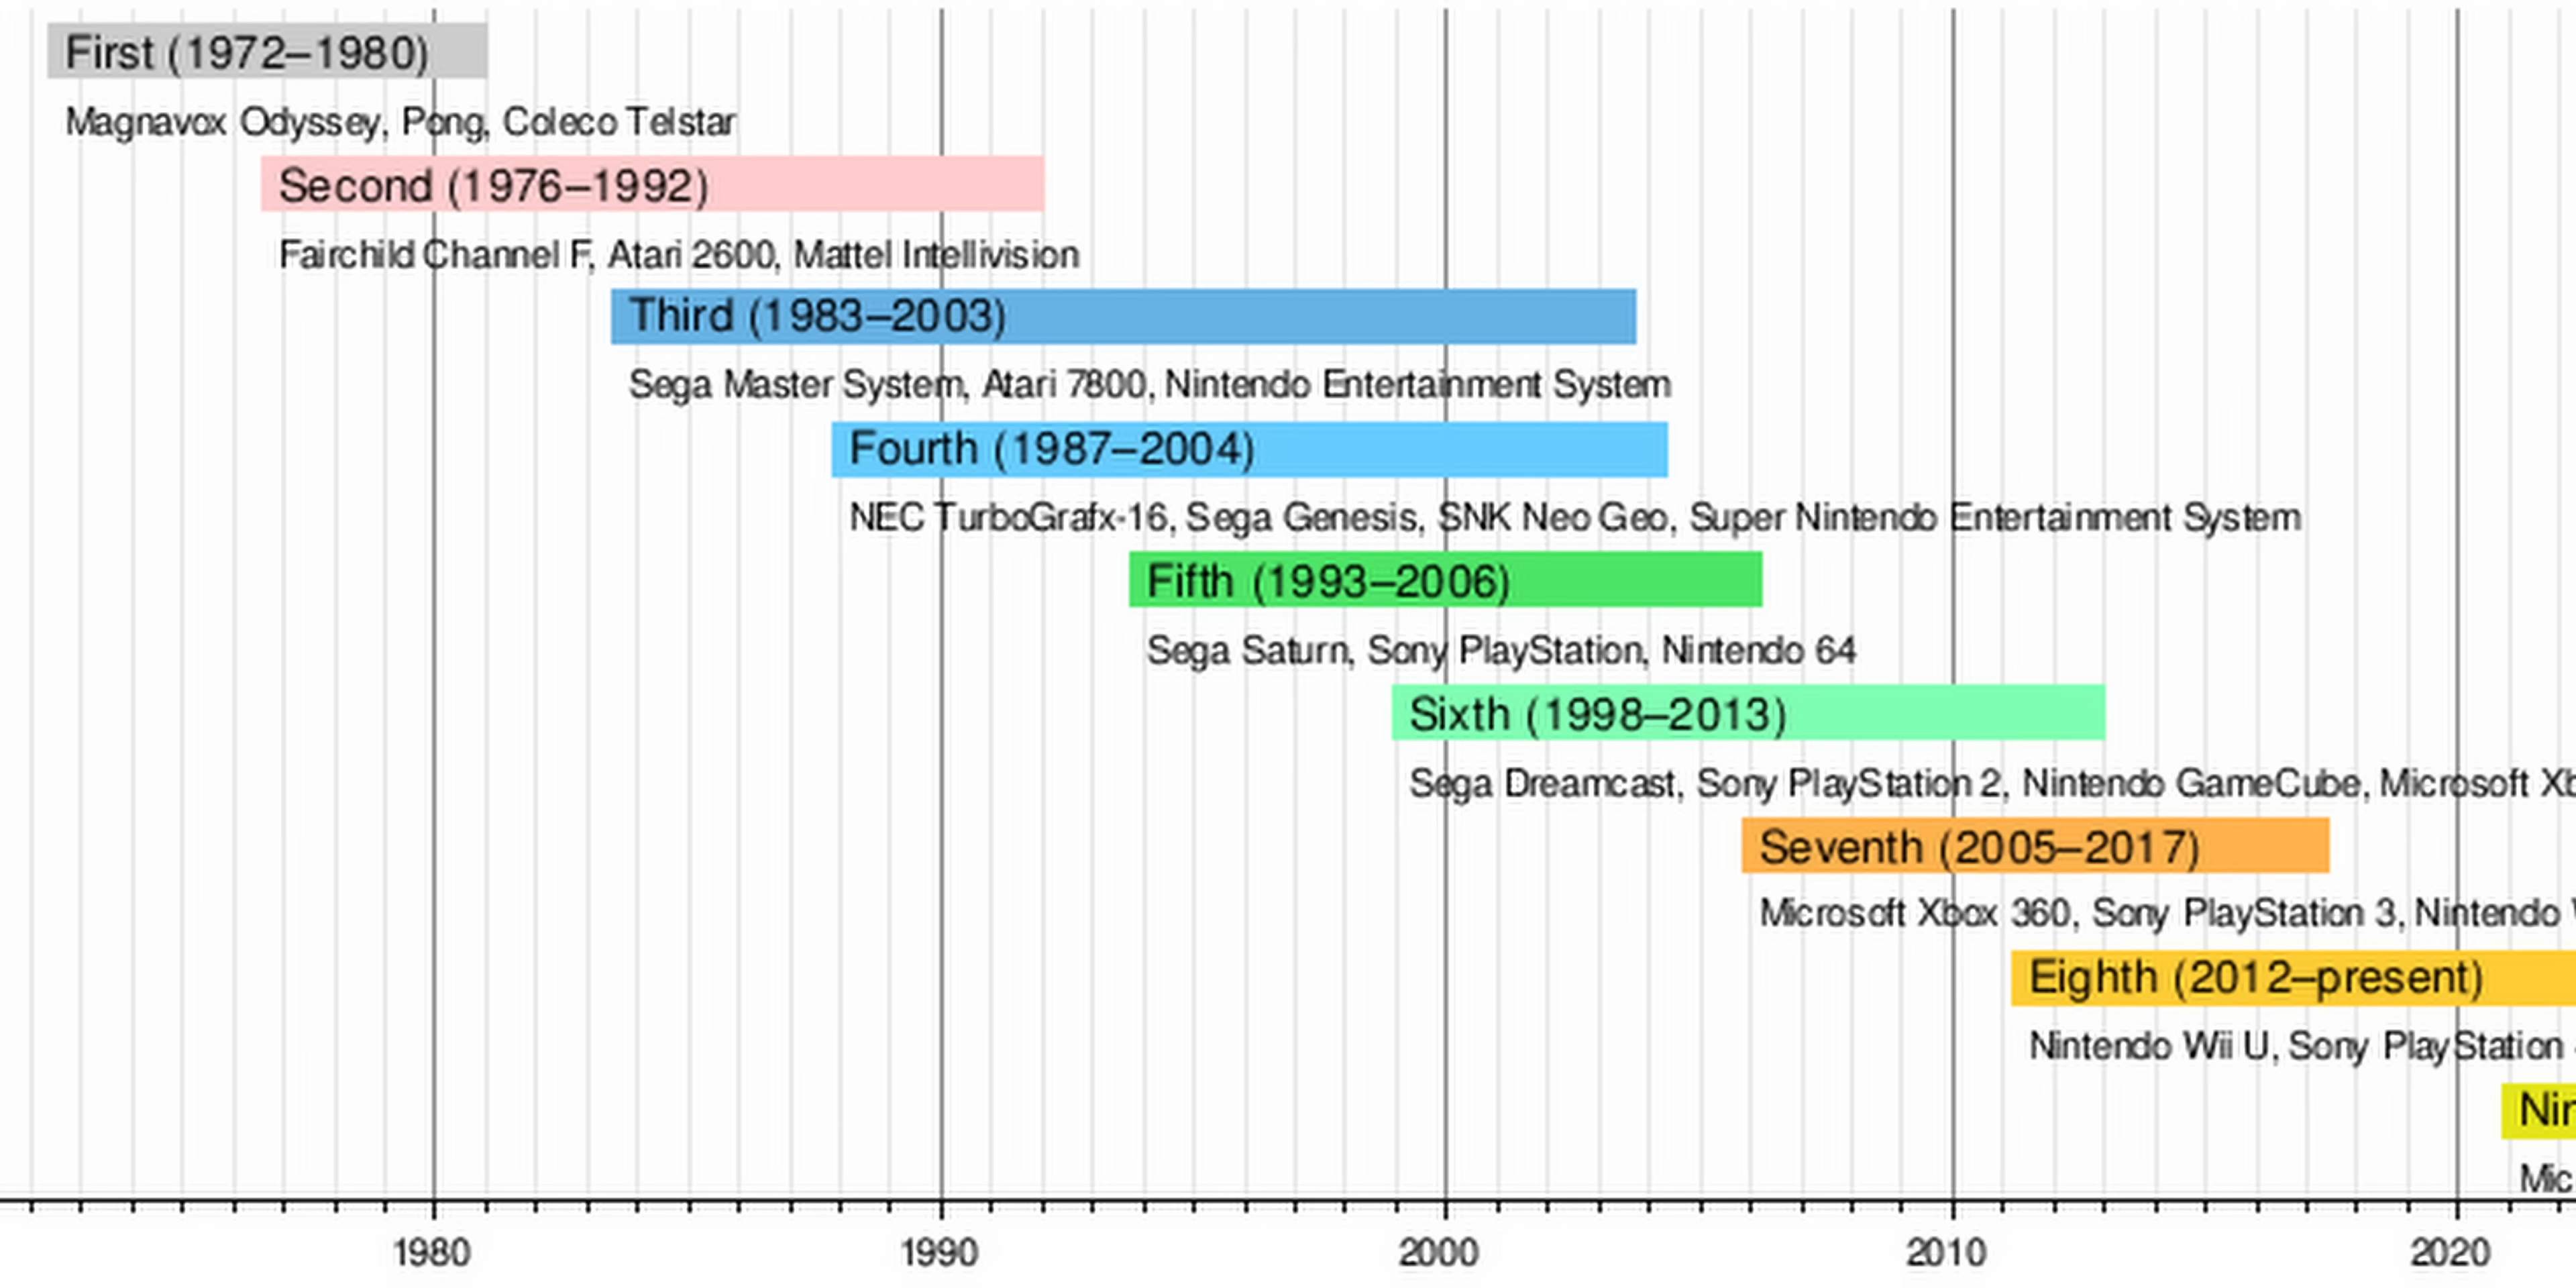 First (1972–1980)
Magnavox Odyssey, Pong, Coleco Telstar
Second (1976–1992)
Fairchild Channel F, Atari 2600, Mattel Intellivision
Third (1983–2003)
Sega Master System, Atari 7800, Nintendo Entertainment System
Fourth (1987–2004)
NEC TurboGrafx-16, Sega Genesis, SNK Neo Geo, Super Nintendo Entertainment System
Fifth (1993–2006)
Sega Saturn, Sony PlayStation, Nintendo 64
Sixth (1998–2013)
Sega Dreamcast, Sony PlayStation 2, Nintendo GameCube, Microsoft
Seventh (2005–2017)
Microsoft Xbox 360, Sony PlayStation 3, Nintendo
Eighth (2012–present)
Nintendo Wii U, Sony PlayStation
1980 1990 2000 2010 2020